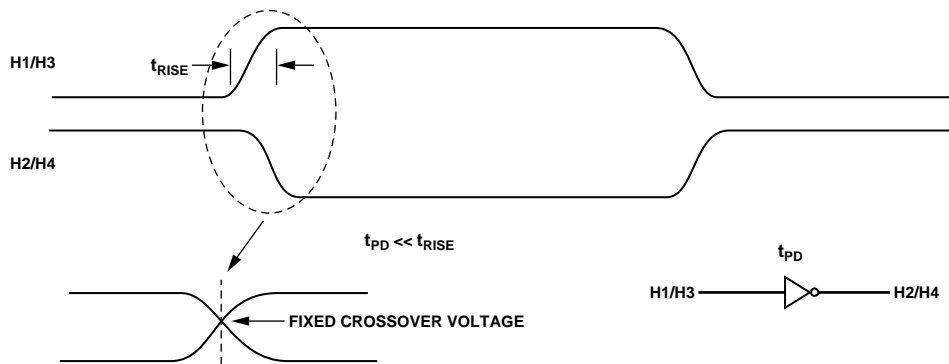 H1/H3
tRISE
H2/H4
tPD << tRISE
tPD
H1/H3
H2/H4
FIXED CROSSOVER VOLTAGE